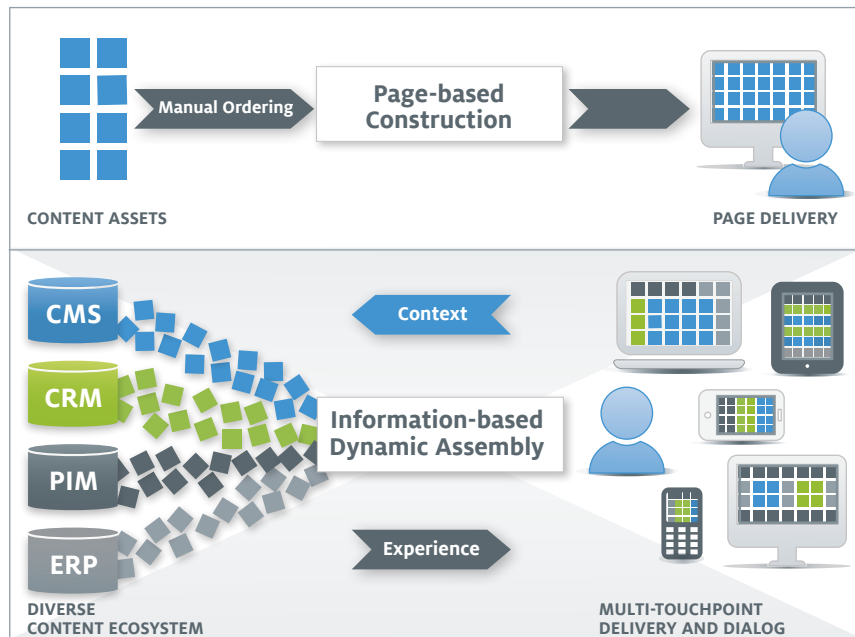 Manual Ordering
Page-based
Construction
CONTENT ASSETS
PAGE DELIVERY
CMS
Context
CRM
Information-based
Dynamic Assembly
PIM
ERP
Experience
DIVERSE
CONTENT ECOSYSTEM
MULTI-TOUCHPOINT
DELIVERY AND DIALOG